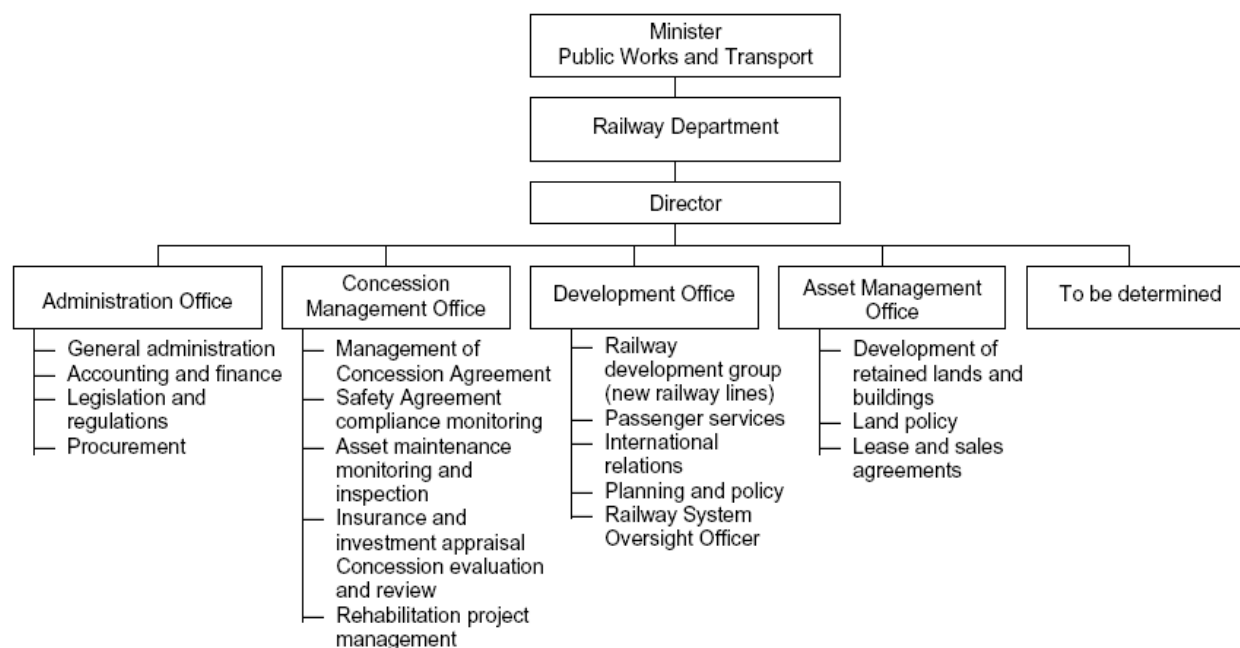 Minister
Public Works and Transport
Railway Department
Director
Administration Office
General administration
Accounting and finance
Legislation and
regulations
Procurement
Concession
Management Office
Management of
Concession Agreement
Safety Agreement
compliance monitoring
Asset maintenance
monitoring and
inspection
Insurance and
investment appraisal
Concession evaluation
and review
Rehabilitation project
management
Development Office
Railway
development group
(new railway lines)
Passenger services
International
relations
Planning and policy
Railway System
Oversight Officer
Asset Management
Office
Development of
retained lands and
buildings
Land policy
Lease and sales
agreements
To be determined